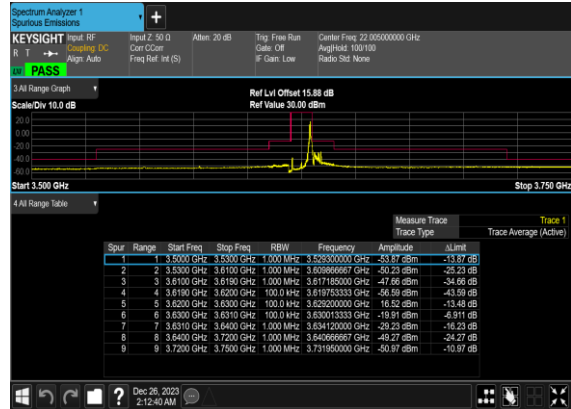 Spectrum Analyzer 1
Spurious Emissions
KEYSIGHT Input: RF Input Z: 50 Ω Atten: 20 dB Trig: Free Run Center Freq: 22.005000000 GHz
R T Coupling: DC Corr CCorr Gate: Off Avg|Hold: 100/100
Align: Auto Freq Ref: Int (S) IF Gain: Low Radio Std: None
PASS
3 All Range Graph
Ref Lvl Offset 15.88 dB
Scale/Div 10.0 dB Ref Value 30.00 dBm
20.0
0.00
-20.0
-40.0
-60.0
Start 3.500 GHz Stop 3.750 GHz
4 All Range Table
Measure Trace Trace 1
Trace Type Trace Average (Active)
Spur Range Start Freq Stop Freq RBW Frequency Amplitude ΔLimit
1 1 3.5000 GHz 3.5300 GHz 1.000 MHz 3.529300000 GHz -53.87 dBm -13.87 dB
2 2 3.5300 GHz 3.6100 GHz 1.000 MHz 3.609866667 GHz -50.23 dBm -25.23 dB
3 3 3.6100 GHz 3.6190 GHz 1.000 MHz 3.617185000 GHz -47.66 dBm -34.66 dB
4 4 3.6190 GHz 3.6200 GHz 100.0 kHz 3.619753333 GHz -56.59 dBm -43.59 dB
5 5 3.6200 GHz 3.6300 GHz 100.0 kHz 3.629200000 GHz 16.52 dBm -13.48 dB
6 6 3.6300 GHz 3.6310 GHz 100.0 kHz 3.630013333 GHz -19.91 dBm -6.911 dB
7 7 3.6310 GHz 3.6400 GHz 1.000 MHz 3.634120000 GHz -29.23 dBm -16.23 dB
8 8 3.6400 GHz 3.7200 GHz 1.000 MHz 3.640666667 GHz -49.27 dBm -24.27 dB
9 9 3.7200 GHz 3.7500 GHz 1.000 MHz 3.731950000 GHz -50.97 dBm -10.97 dB
Dec 26, 2023
2:12:40 AM